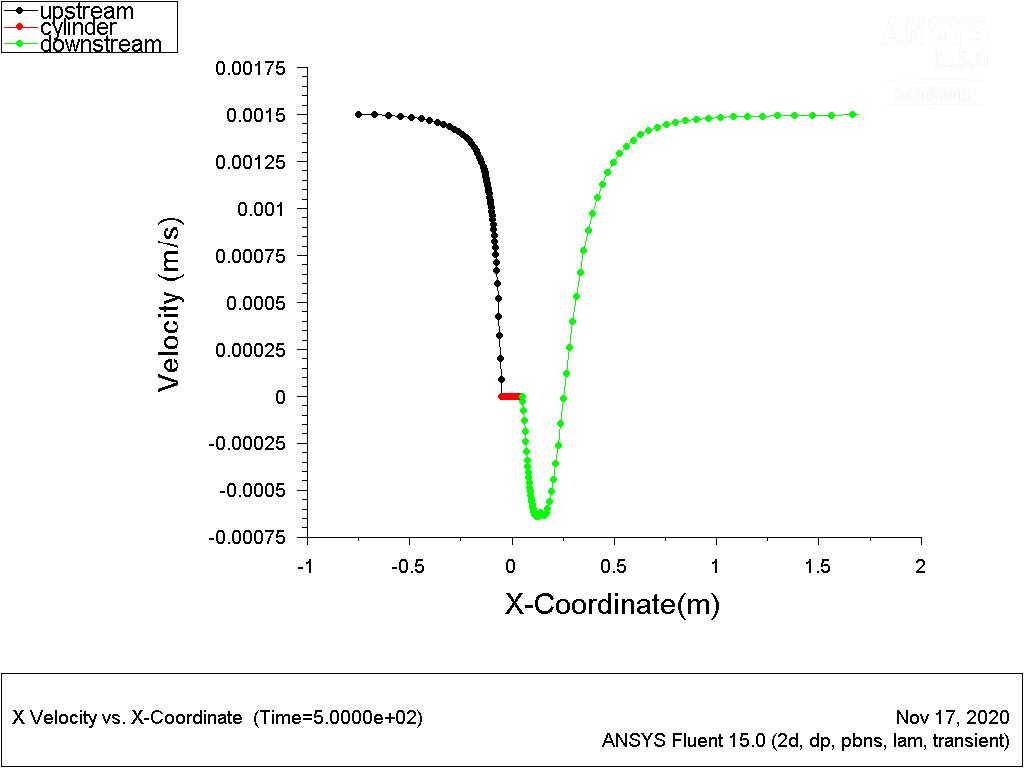 upstream
cylinder
downstream
ANSYS
R15.0
Academic
0.00175
0.0015
0.00125
0.001
0.00075
0.0005
0.00025
0
-0.00025
-0.0005
-0.00075
Velocity (m/s)
-1 -0.5 0 0.5 1 1.5 2
X-Coordinate(m)
X Velocity vs. X-Coordinate (Time=5.0000e+02)
Nov 17, 2020
ANSYS Fluent 15.0 (2d, dp, pbns, lam, transient)